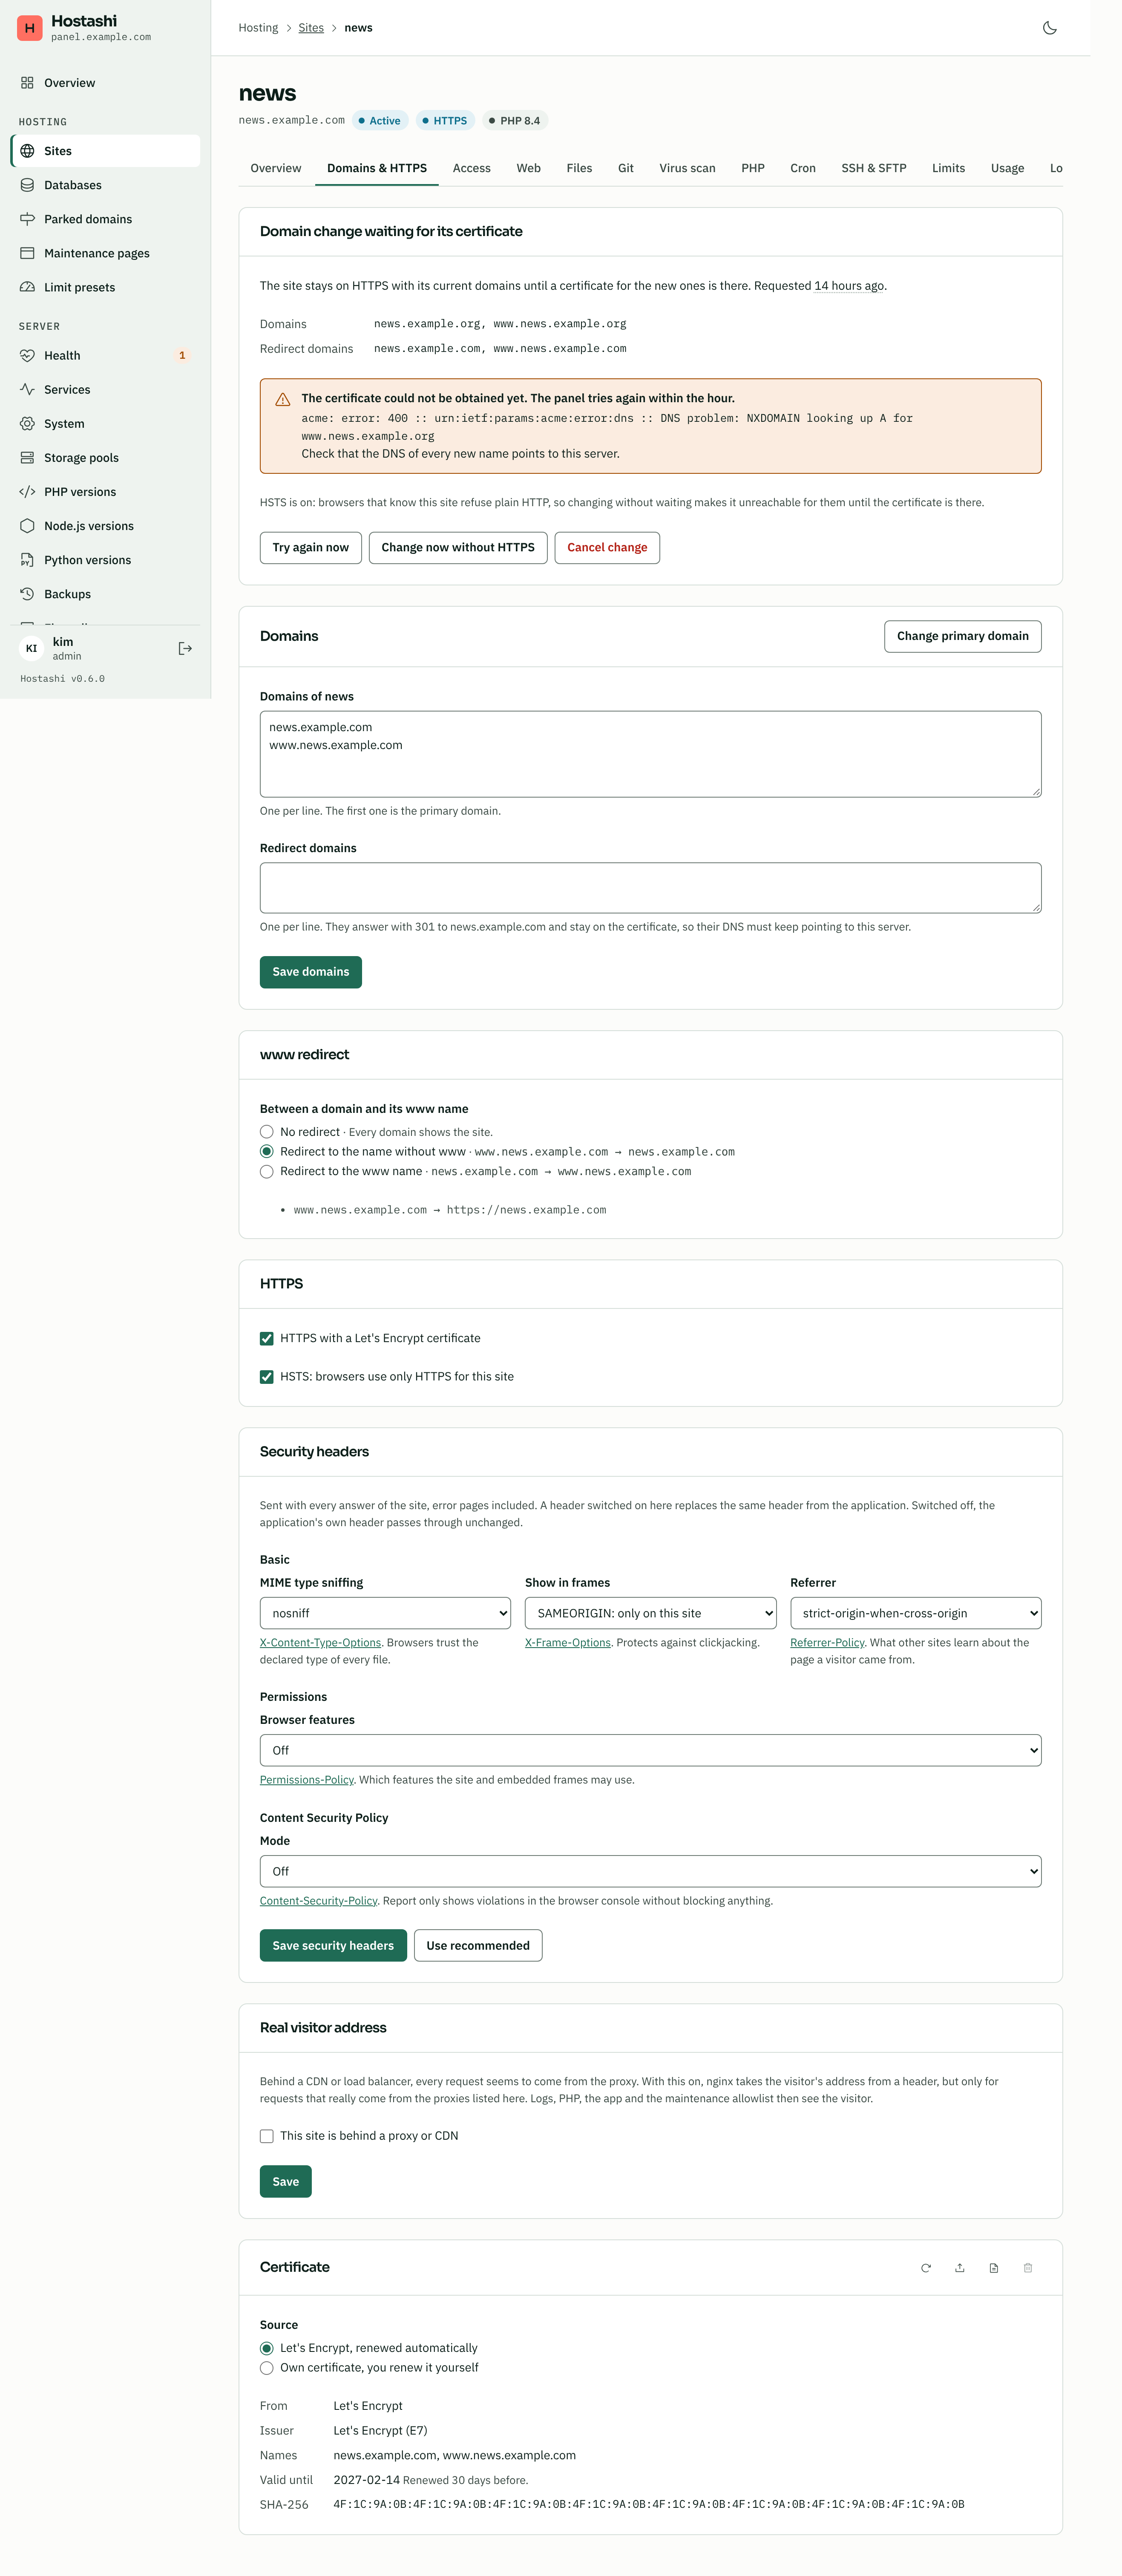 H
Hostashi
panel.example.com
Overview
HOSTING
Sites
Databases
Parked domains
Maintenance pages
Limit presets
SERVER
Health 1
Services
System
Storage pools
PHP versions
Node.js versions
Python versions
Backups
KI
kim
admin
Hostashi v0.6.0
Hosting > Sites > news
news
news.example.com Active HTTPS PHP 8.4
Overview Domains & HTTPS Access Web Files Git Virus scan PHP Cron SSH & SFTP Limits Usage Lo
Domain change waiting for its certificate
The site stays on HTTPS with its current domains until a certificate for the new ones is there. Requested 14 hours ago.
Domains news.example.org, www.news.example.org
Redirect domains news.example.com, www.news.example.com
The certificate could not be obtained yet. The panel tries again within the hour.
acme: error: 400 :: urn:ietf:params:acme:error:dns :: DNS problem: NXDOMAIN looking up A for
www.news.example.org
Check that the DNS of every new name points to this server.
HSTS is on: browsers that know this site refuse plain HTTP, so changing without waiting makes it unreachable for them until the certificate is there.
Try again now Change now without HTTPS Cancel change
Domains Change primary domain
Domains of news
news.example.com
www.news.example.com
One per line. The first one is the primary domain.
Redirect domains
One per line. They answer with 301 to news.example.com and stay on the certificate, so their DNS must keep pointing to this server.
Save domains
www redirect
Between a domain and its www name
No redirect · Every domain shows the site.
Redirect to the name without www · www.news.example.com → news.example.com
Redirect to the www name · news.example.com → www.news.example.com
• www.news.example.com → https://news.example.com
HTTPS
HTTPS with a Let's Encrypt certificate
HSTS: browsers use only HTTPS for this site
Security headers
Sent with every answer of the site, error pages included. A header switched on here replaces the same header from the application. Switched off, the
application's own header passes through unchanged.
Basic
MIME type sniffing Show in frames Referrer
nosniff SAMEORIGIN: only on this site strict-origin-when-cross-origin
X-Content-Type-Options. Browsers trust the
declared type of every file.
X-Frame-Options. Protects against clickjacking.
Referrer-Policy. What other sites learn about the
page a visitor came from.
Permissions
Browser features
Off
Permissions-Policy. Which features the site and embedded frames may use.
Content Security Policy
Mode
Off
Content-Security-Policy. Report only shows violations in the browser console without blocking anything.
Save security headers Use recommended
Real visitor address
Behind a CDN or load balancer, every request seems to come from the proxy. With this on, nginx takes the visitor's address from a header, but only for
requests that really come from the proxies listed here. Logs, PHP, the app and the maintenance allowlist then see the visitor.
This site is behind a proxy or CDN
Save
Certificate
Source
Let's Encrypt, renewed automatically
Own certificate, you renew it yourself
From Let's Encrypt
Issuer Let's Encrypt (E7)
Names news.example.com, www.news.example.com
Valid until 2027-02-14 Renewed 30 days before.
SHA-256 4F:1C:9A:0B:4F:1C:9A:0B:4F:1C:9A:0B:4F:1C:9A:0B:4F:1C:9A:0B:4F:1C:9A:0B:4F:1C:9A:0B:4F:1C:9A:0B